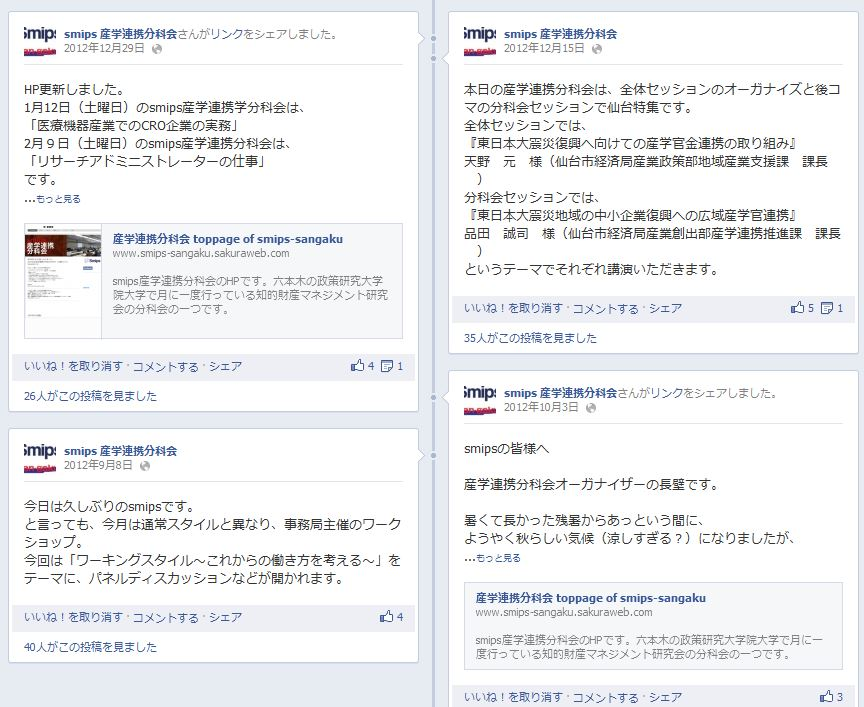 smips 産学連携分科会さんがリンクをシェアしました。
2012年12月29日
HP更新しました。
1月12日（土曜日）のsmips産学連携学分科会は、
「医療機器産業でのCRO企業の実務」
2月９日（土曜日）のsmips産学連携分科会は、
「リサーチアドミニストレーターの仕事」
です。
...もっと見る
産学連携分科会 toppage of smips-sangaku
www.smips-sangaku.sakuraweb.com
smips産学連携分科会のHPです。六本木の政策研究大学
院大学で月に一度行っている知的財産マネジメント研究
会の分科会の一つです。
いいね！を取り消す · コメントする · シェア
4 1
26人がこの投稿を見ました
smips 産学連携分科会
2012年9月8日
今日は久しぶりのsmipsです。
と言っても、今月は通常スタイルと異なり、事務局主催のワーク
ショップ。
今回は「ワーキングスタイル～これからの働き方を考える～」を
テーマに、パネルディスカッションなどが開かれます。
いいね！を取り消す · コメントする · シェア
4
40人がこの投稿を見ました
smips 産学連携分科会
2012年12月15日
本日の産学連携分科会は、全体セッションのオーガナイズと後コ
マの分科会セッションで仙台特集です。
全体セッションでは、
『東日本大震災復興へ向けての産学官金連携の取り組み』
天野　元　様（仙台市経済局産業政策部地域産業支援課　課長
）
分科会セッションでは、
『東日本大震災地域の中小企業復興への広域産学官連携』
品田　誠司　様（仙台市経済局産業創出部産学連携推進課　課長
）
というテーマでそれぞれ講演いただきます。
いいね！を取り消す · コメントする · シェア
5 1
35人がこの投稿を見ました
smips 産学連携分科会さんがリンクをシェアしました。
2012年10月3日
smipsの皆様へ
産学連携分科会オーガナイザーの長壁です。
暑くて長かった残暑からあっという間に、
ようやく秋らしい気候（涼しすぎる？）になりましたが、
...もっと見る
産学連携分科会 toppage of smips-sangaku
www.smips-sangaku.sakuraweb.com
smips産学連携分科会のHPです。六本木の政策研究大学院大学で月に一
度行っている知的財産マネジメント研究会の分科会の一つです。
いいね！を取り消す · コメントする · シェア
3